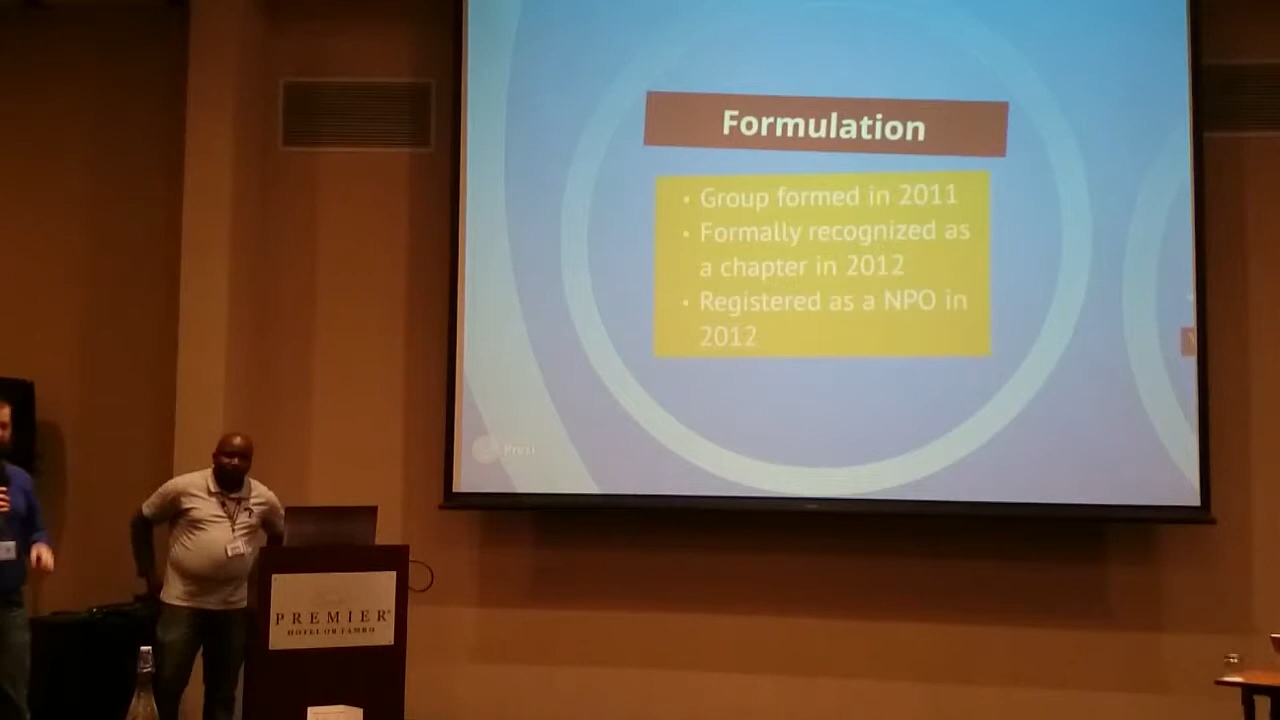 Formulation
• Group formed in 2011
• Formally recognized as
a chapter in 2012
• Registered as a NPO in
2012
Prezi
PREMIER
HOTEL OR TAMBO